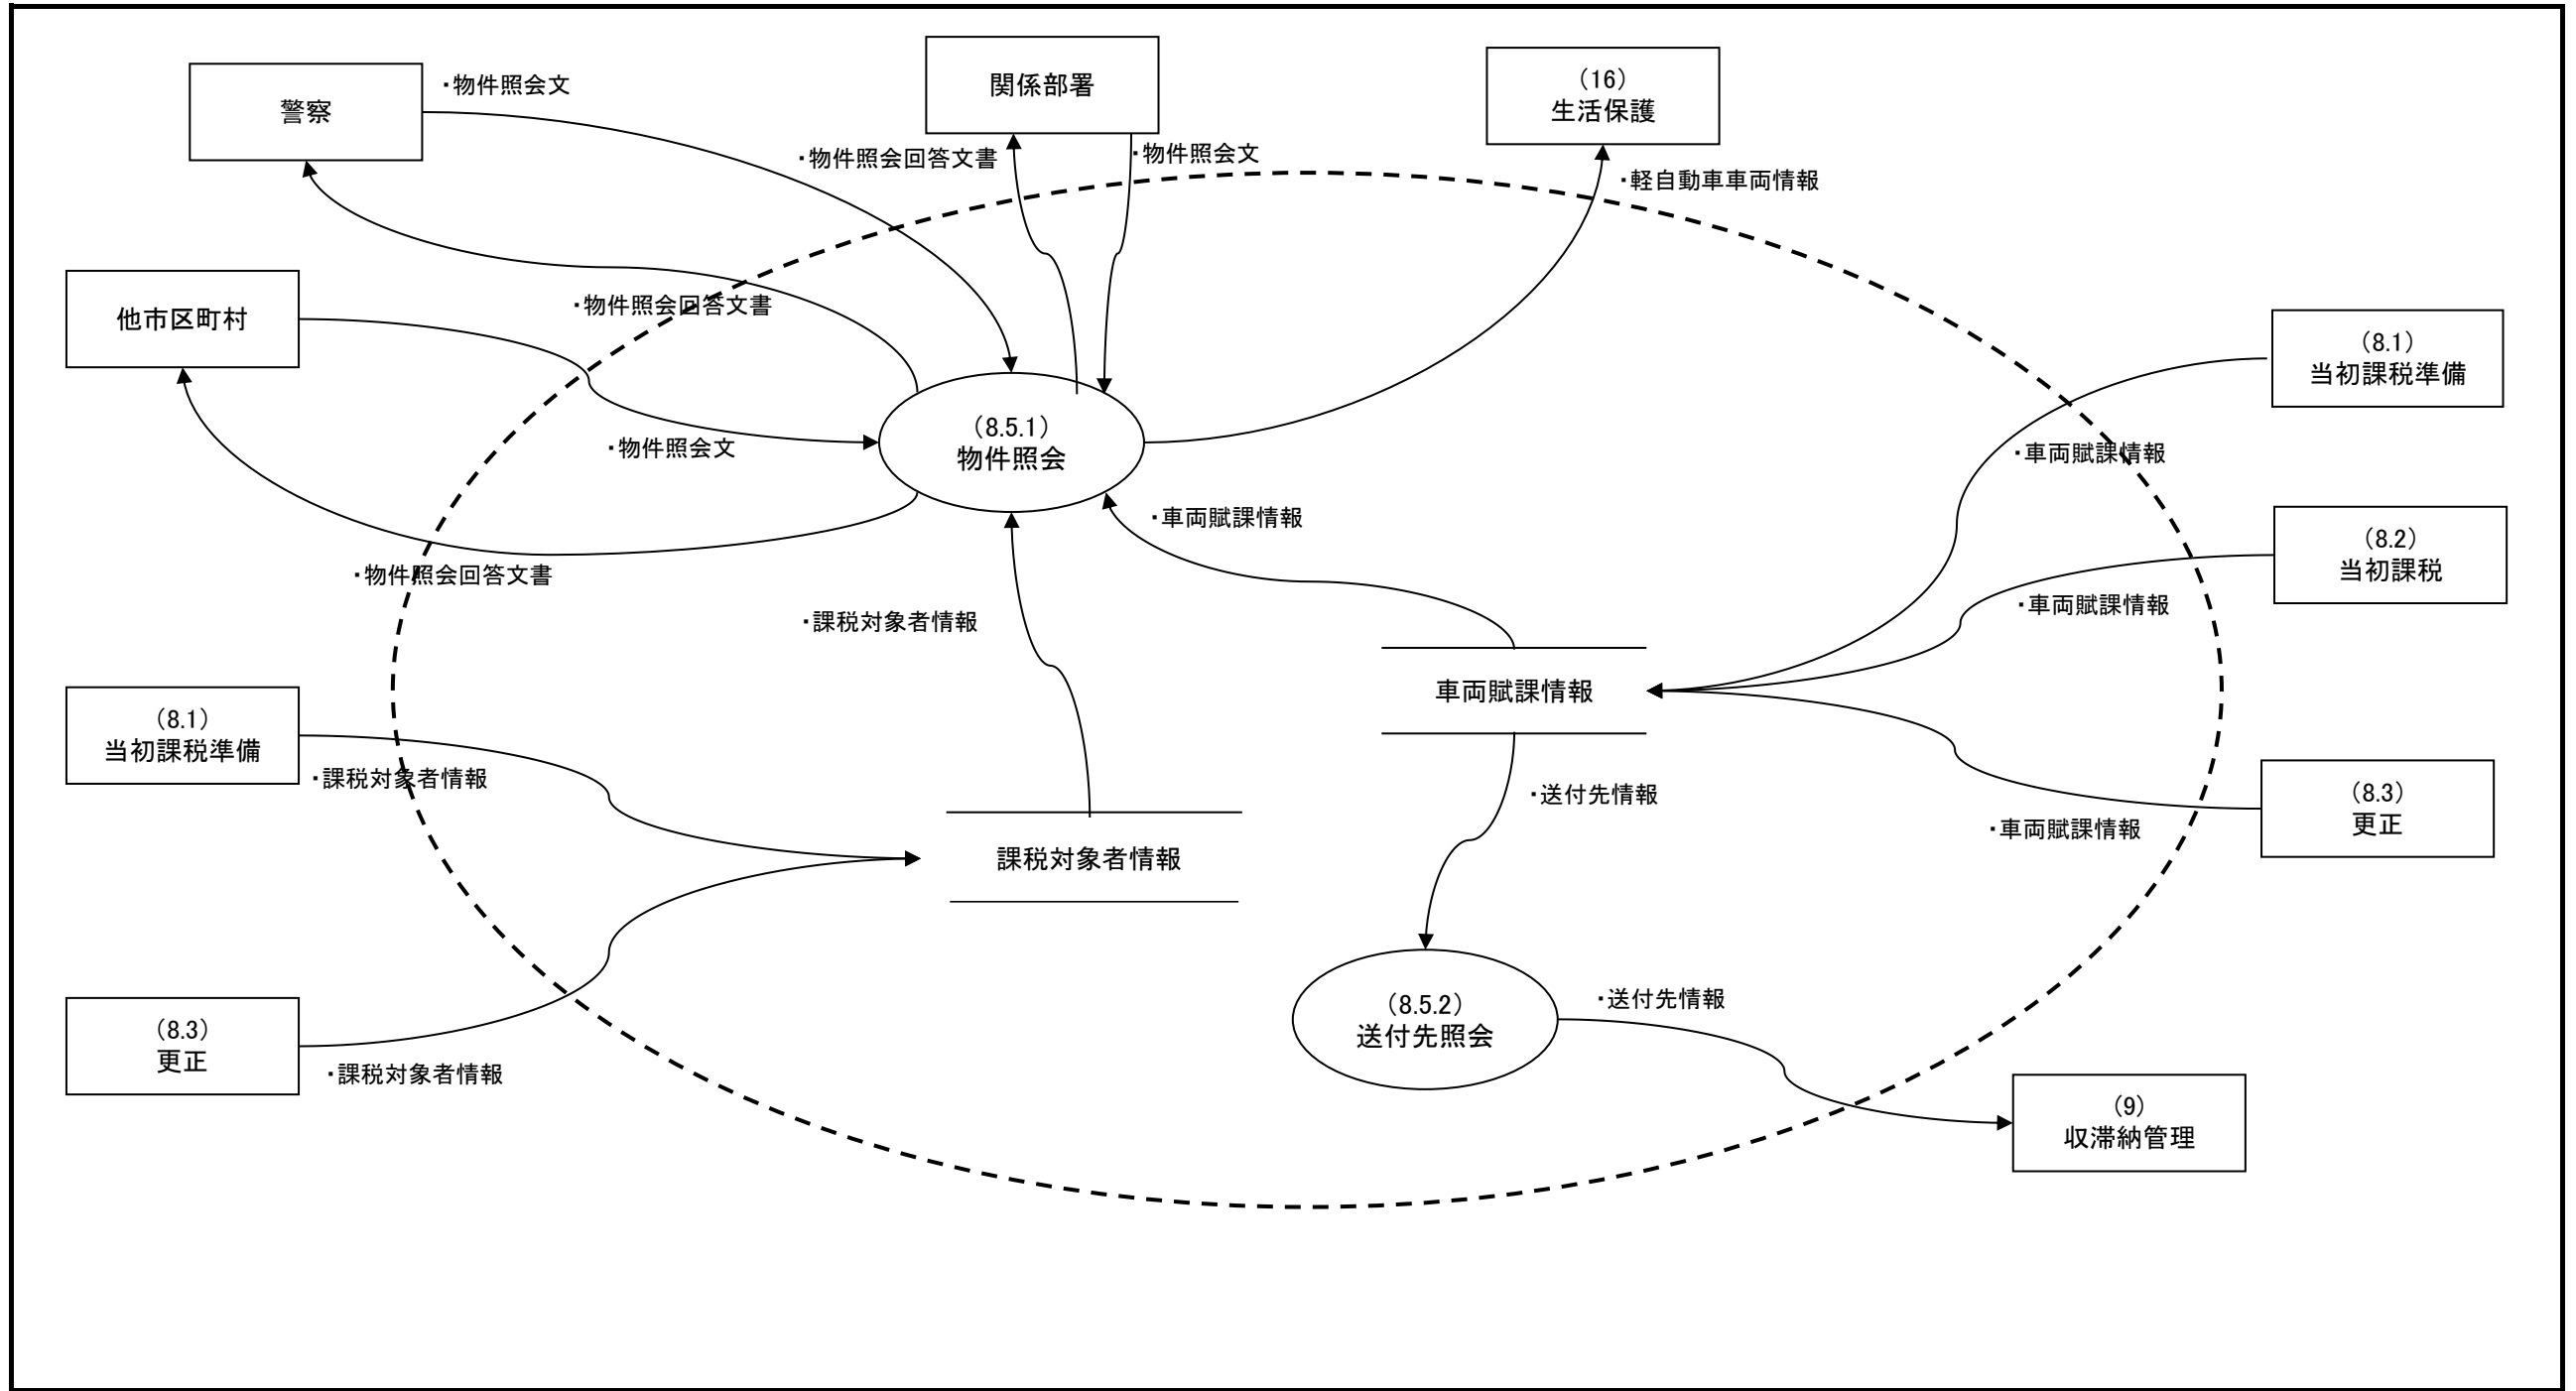 警察
・物件照会文
関係部署
(16)
生活保護
・物件照会回答文書
・物件照会文
・軽自動車車両情報
他市区町村
・物件照会回答文書
(8.1)
当初課税準備
・物件照会文
(8.5.1)
物件照会
・車両賦課情報
・車両賦課情報
(8.2)
当初課税
・物件照会回答文書
・課税対象者情報
・車両賦課情報
(8.1)
当初課税準備
・課税対象者情報
車両賦課情報
・送付先情報
(8.3)
更正
・車両賦課情報
課税対象者情報
(8.3)
更正
・課税対象者情報
(8.5.2)
送付先照会
・送付先情報
(9)
収滞納管理